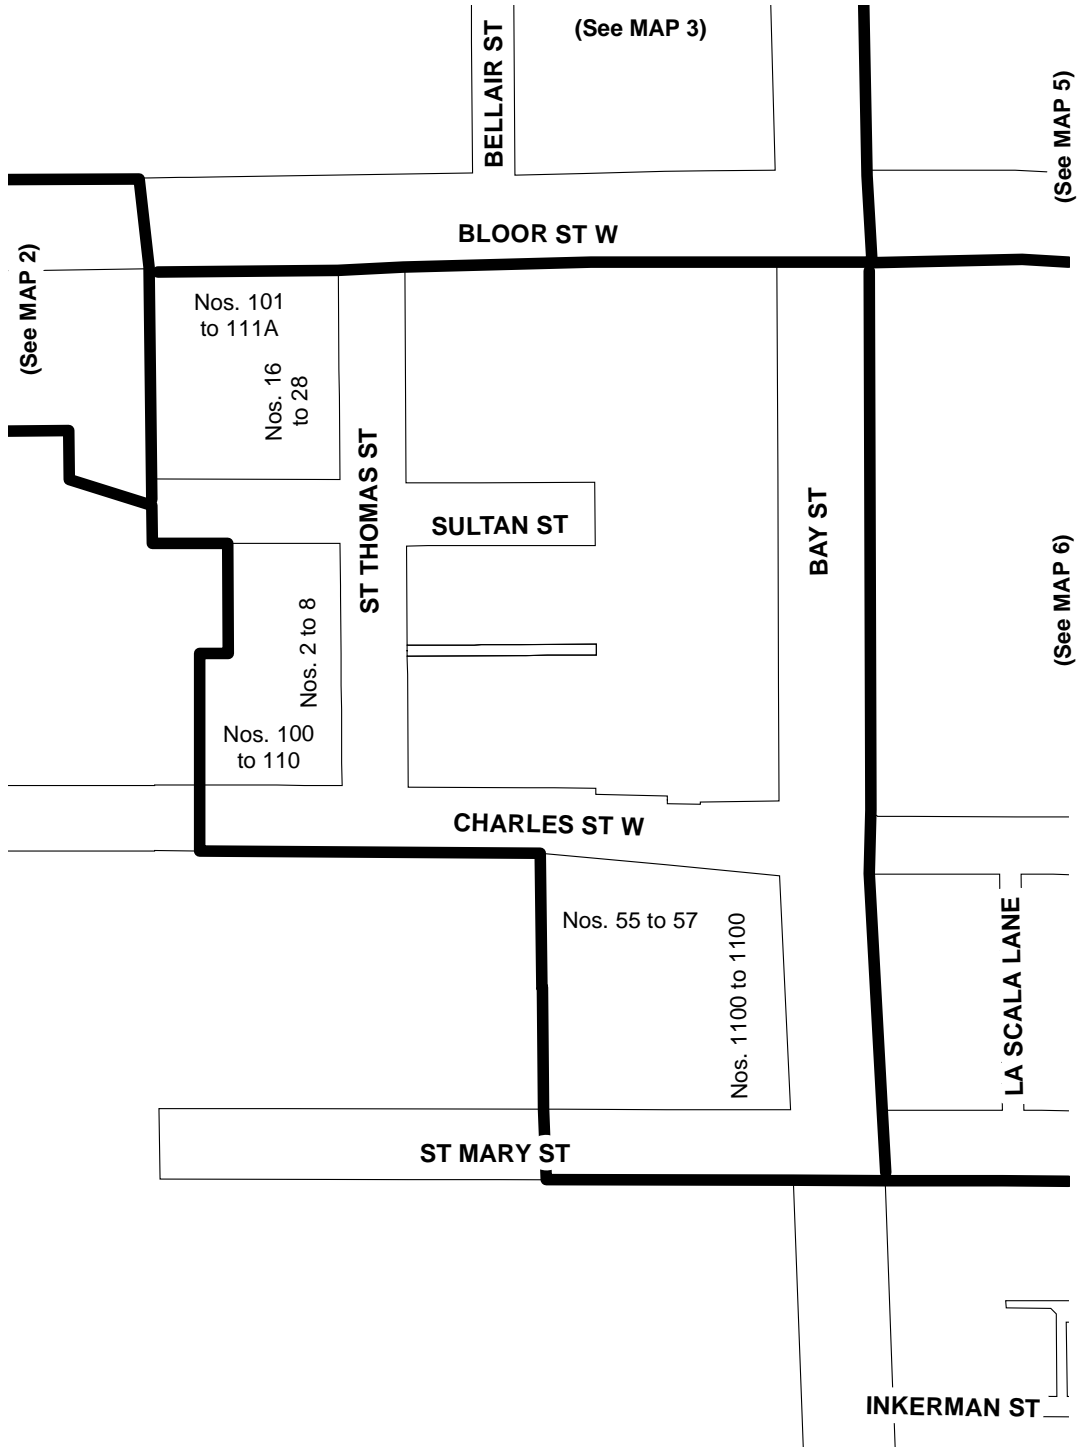 (See MAP 3)
BELLAIR ST
(See MAP 5)
BLOOR ST W
(See MAP 2)
Nos. 101
to 111A
Nos. 16
to 28
ST THOMAS ST
SULTAN ST
BAY ST
(See MAP 6)
Nos. 2 to 8
Nos. 100
to 110
CHARLES ST W
Nos. 55 to 57
Nos. 1100 to 1100
LA SCALA LANE
ST MARY ST
INKERMAN ST